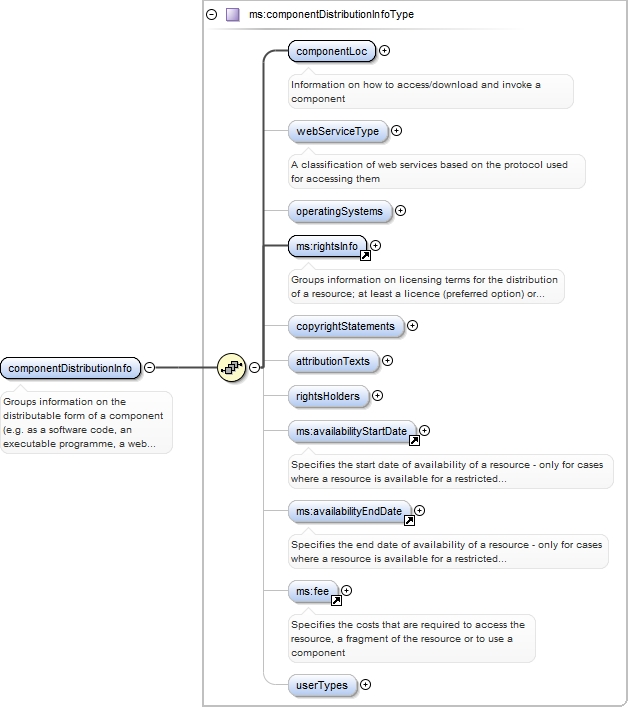 ms:componentDistributionInfoType
componentLoc
Information on how to access/download and invoke a
component
webServiceType
A classification of web services based on the protocol used
for accessing them
operatingSystems
ms:rightsInfo
Groups information on licensing terms for the distribution
of a resource; at least a licence (preferred option) or...
copyrightStatements
attributionTexts
componentDistributionInfo
Groups information on the
distributable form of a component
(e.g. as a software code, an
executable programme, a web...
rightsHolders
ms:availabilityStartDate
Specifies the start date of availability of a resource - only for cases
where a resource is available for a restricted...
ms:availabilityEndDate
Specifies the end date of availability of a resource - only for cases
where a resource is available for a restricted...
ms:fee
Specifies the costs that are required to access the
resource, a fragment of the resource or to use a
component
userTypes